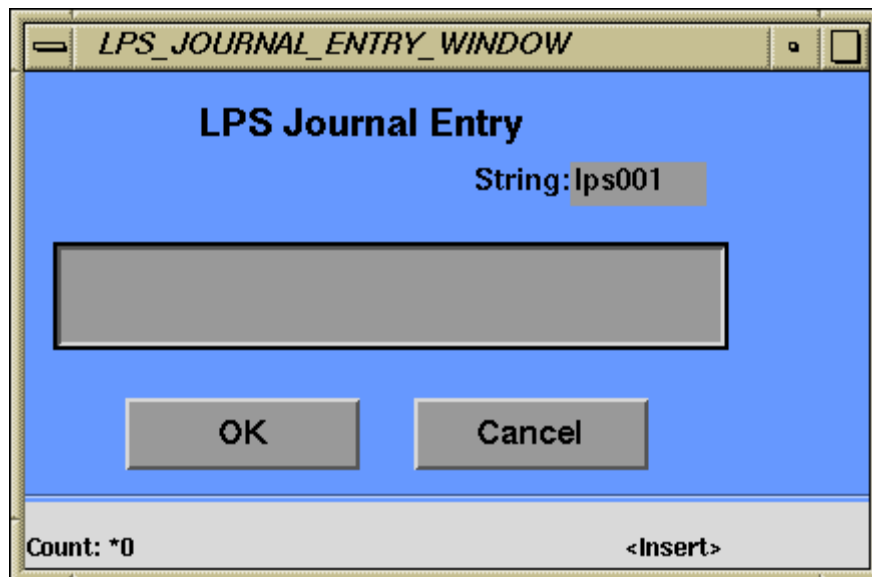 LPS_JOURNAL_ENTRY_WINDOW
LPS Journal Entry
String: lps001
OK Cancel
Count: *0 <Insert>